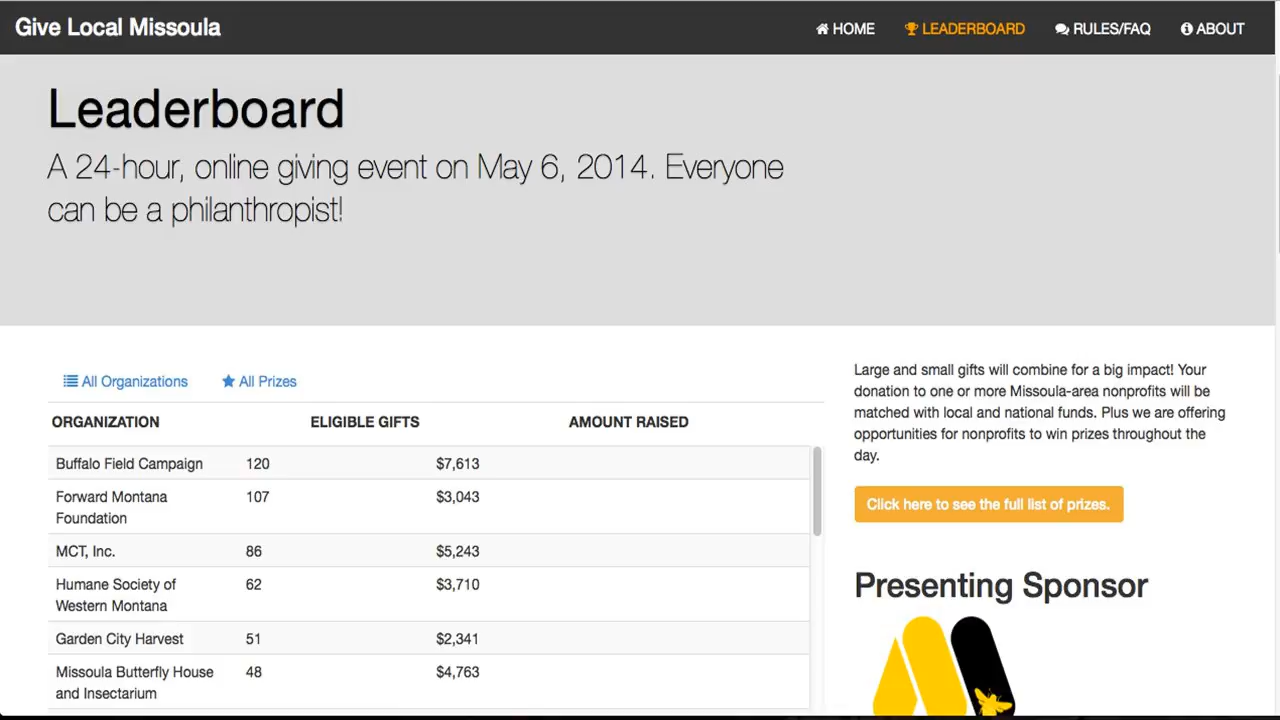 Give Local Missoula
HOME
LEADERBOARD
RULES/FAQ
ABOUT
Leaderboard
A 24-hour, online giving event on May 6, 2014. Everyone
can be a philanthropist!
All Organizations
All Prizes
ORGANIZATION ELIGIBLE GIFTS AMOUNT RAISED
Buffalo Field Campaign 120 $7,613
Forward Montana 107 $3,043
Foundation
MCT, Inc. 86 $5,243
Humane Society of 62 $3,710
Western Montana
Garden City Harvest 51 $2,341
Missoula Butterfly House 48 $4,763
and Insectarium
Large and small gifts will combine for a big impact! Your
donation to one or more Missoula-area nonprofits will be
matched with local and national funds. Plus we are offering
opportunities for nonprofits to win prizes throughout the
day.
Click here to see the full list of prizes.
Presenting Sponsor